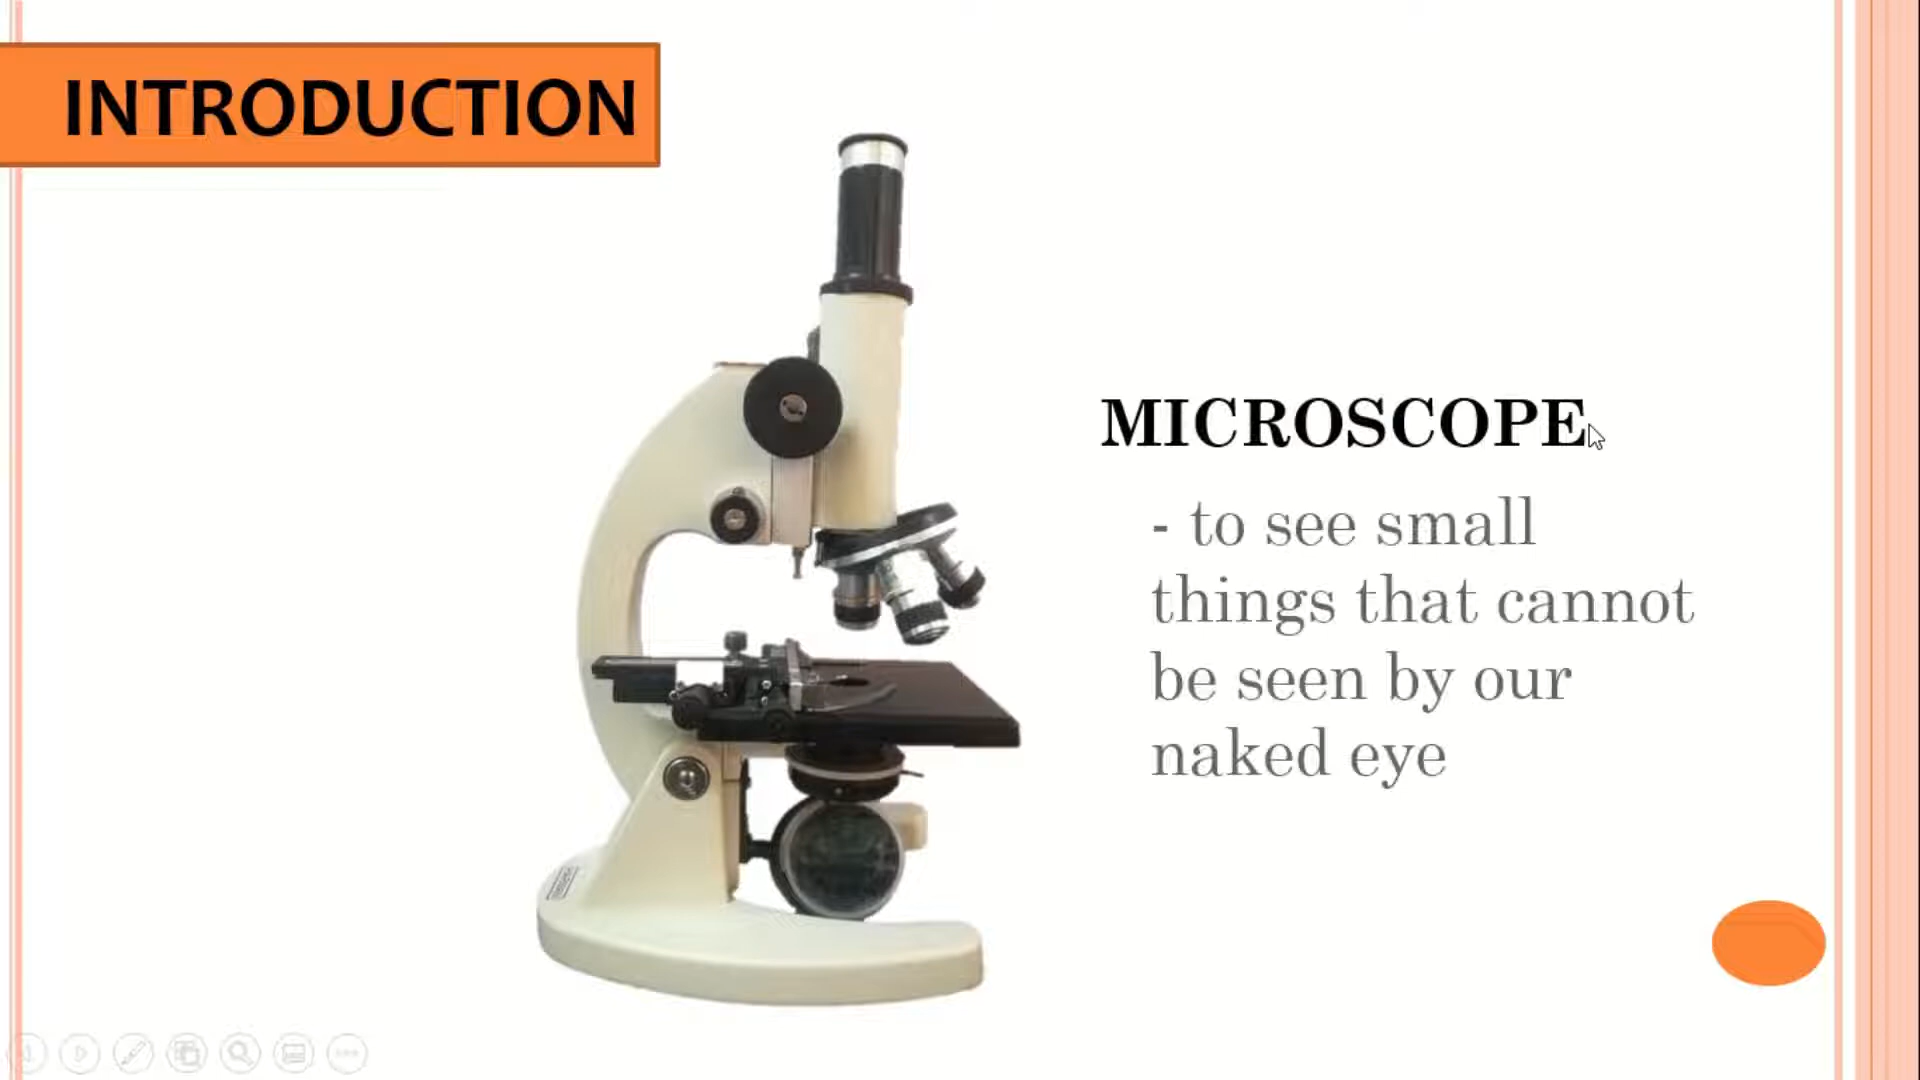 INTRODUCTION
MICROSCOPE
- to see small
things that cannot
be seen by our
naked eye